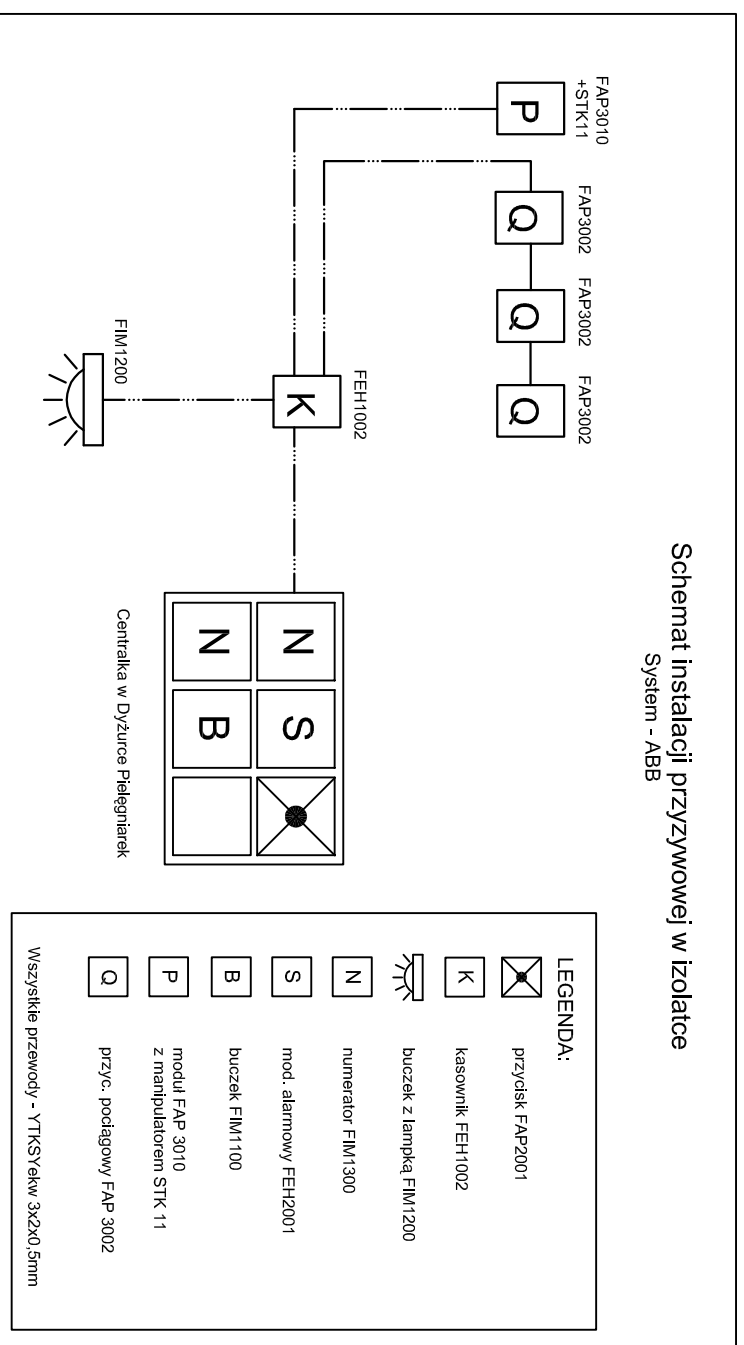 Schemat instalacji przyzywowej w izolatce
System - ABB
FAP3010
+STK11
P
FAP3002
Q
FAP3002
Q
FAP3002
Q
FEH1002
K
FIM1200
N
S
N
B
Centralka w Dyżurce Pielęgniarek
LEGENDA:
przycisk FAP2001
K
kasownik FEH1002
buczek z lampką FIM1200
N
numerator FIM1300
S
mod. alarmowy FEH2001
B
buczek FIM1100
P
moduł FAP 3010
z manipulatorem STK 11
Q
przyc. pociągowy FAP 3002
Wszystkie przewody - YTKSYekw 3x2x0,5mm